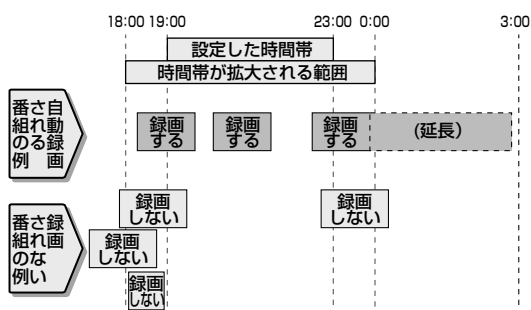 18:00 19:00 23:00 0:00 3:00
設定した時間帯
時間帯が拡大される範囲
自動録画
される
番組の例
録画
する
録画
する
録画
する
(延長)
録画
されない
番組の例
録画
しない
録画
しない
録画
しない
録画
しない